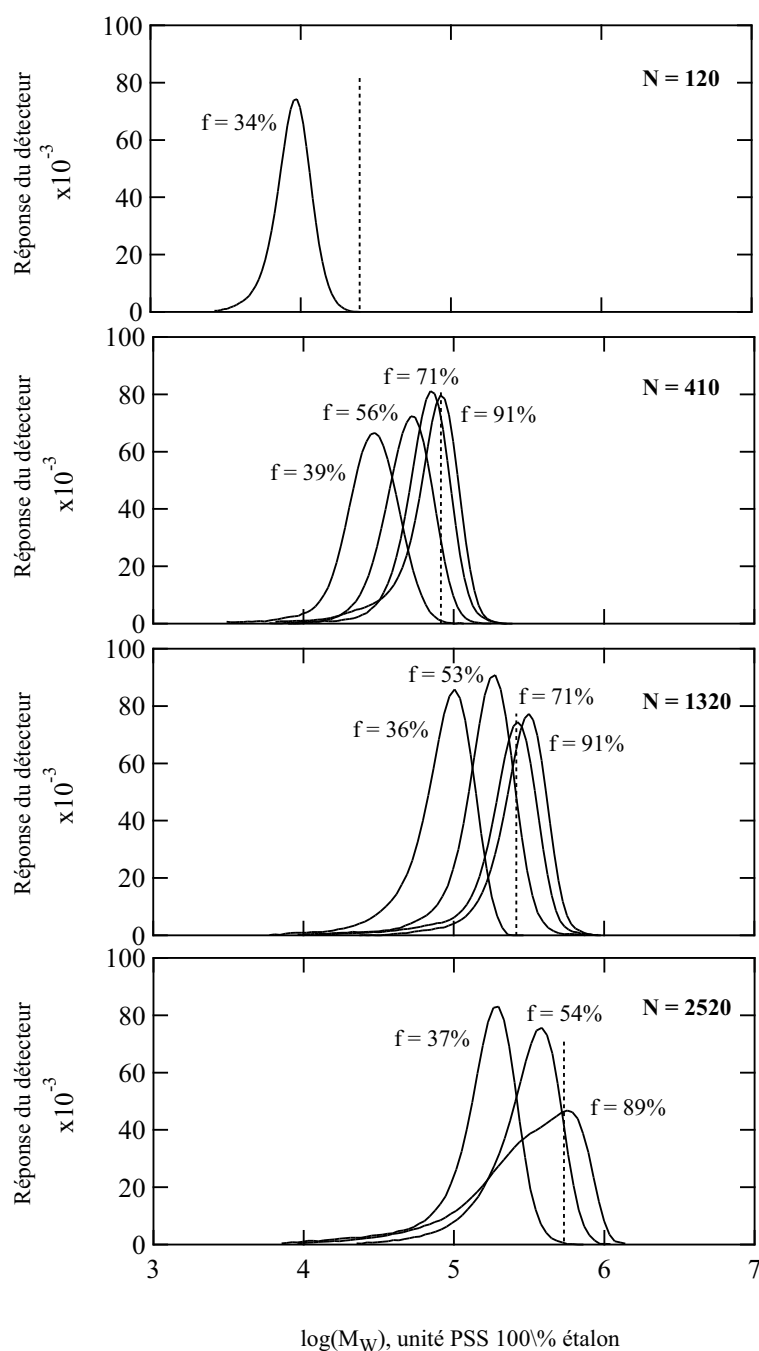 100
80
60
40
20
0
Réponse du détecteur
x10-3
N = 120
f = 34%
100
80
60
40
20
0
Réponse du détecteur
x10-3
N = 410
f = 71%
f = 56%
f = 91%
f = 39%
100
80
60
40
20
0
Réponse du détecteur
x10-3
N = 1320
f = 53%
f = 71%
f = 36%
f = 91%
100
80
60
40
20
0
Réponse du détecteur
x10-3
N = 2520
f = 54%
f = 37%
f = 89%
3 4 5 6 7
log(MW), unité PSS 100\% étalon